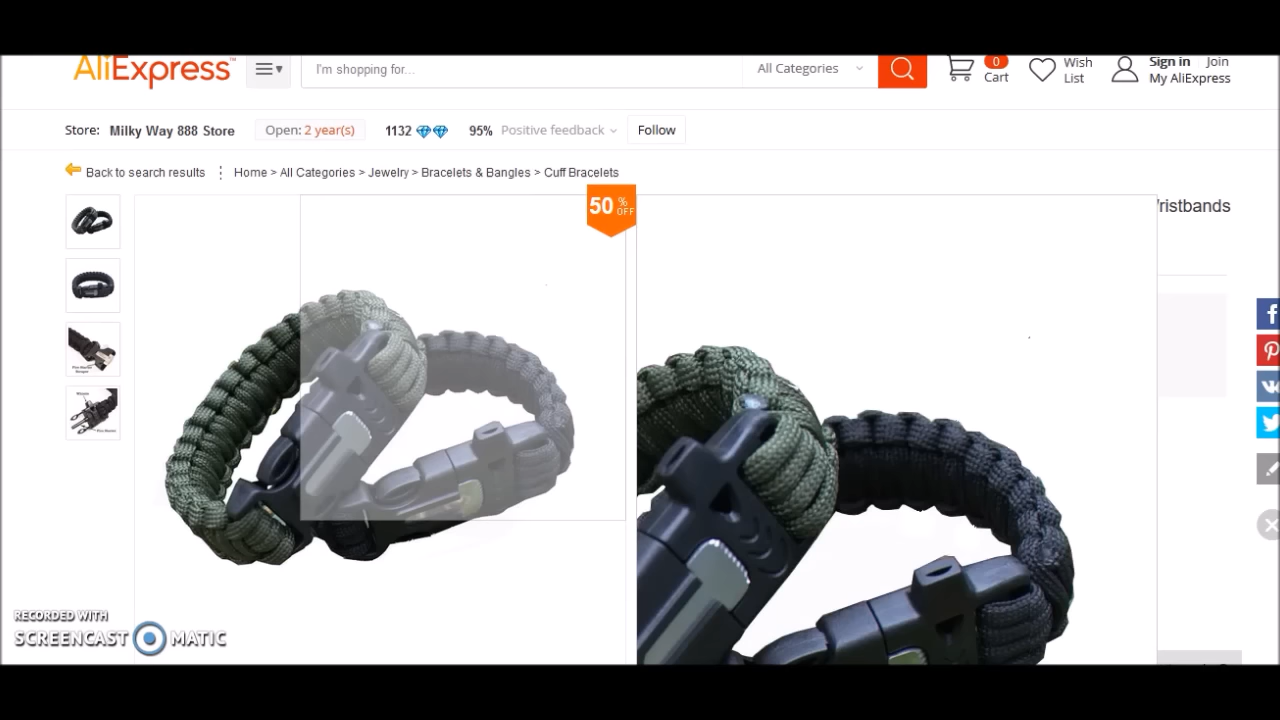 AliExpress™
I'm shopping for...
All Categories
0
Cart
Wish
List
Sign in
Join
My AliExpress
Store: Milky Way 888 Store
Open: 2 year(s)
1132
95% Positive feedback
Follow
Back to search results
Home > All Categories > Jewelry > Bracelets & Bangles > Cuff Bracelets
50 % OFF
ristbands
RECORDED WITH
SCREENCAST MATIC